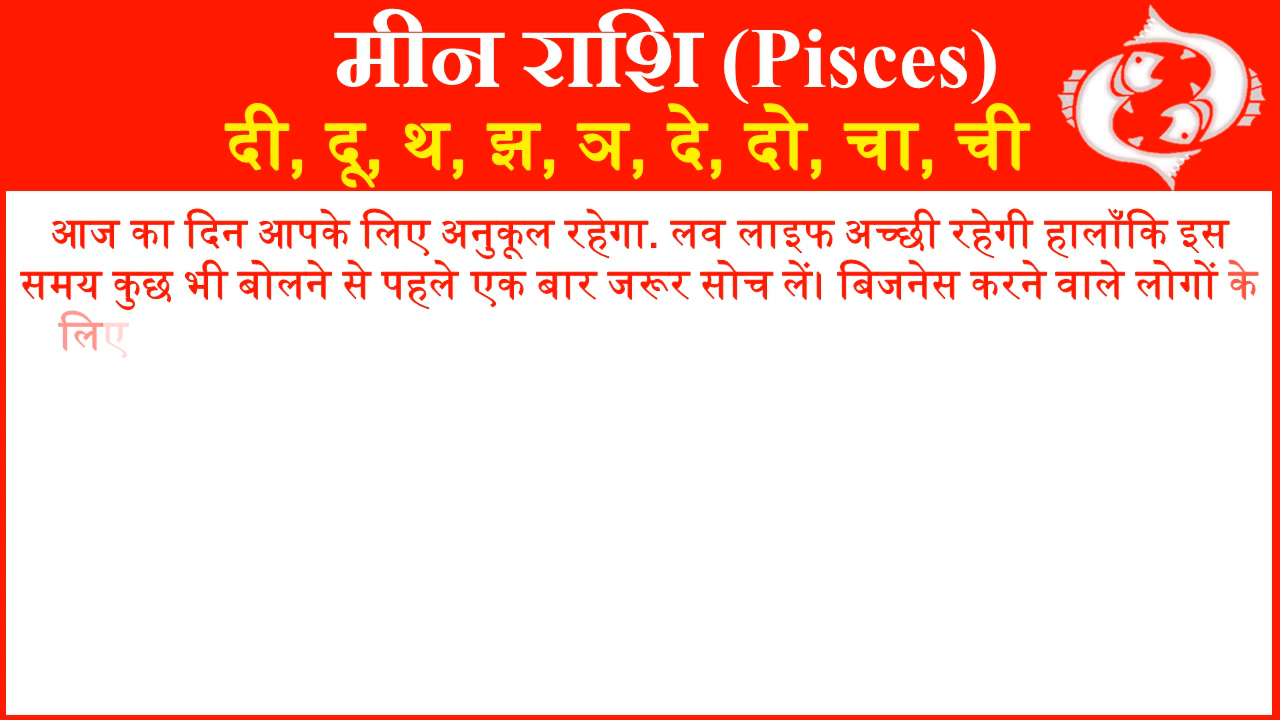 मीन राशि (Pisces)
दी, दू, थ, झ, ञ, दे, दो, चा, ची
आज का दिन आपके लिए अनुकूल रहेगा. लव लाइफ अच्छी रहेगी हालाँकि इस
समय कुछ भी बोलने से पहले एक बार जरूर सोच लें। बिजनेस करने वाले लोगों के
लिए